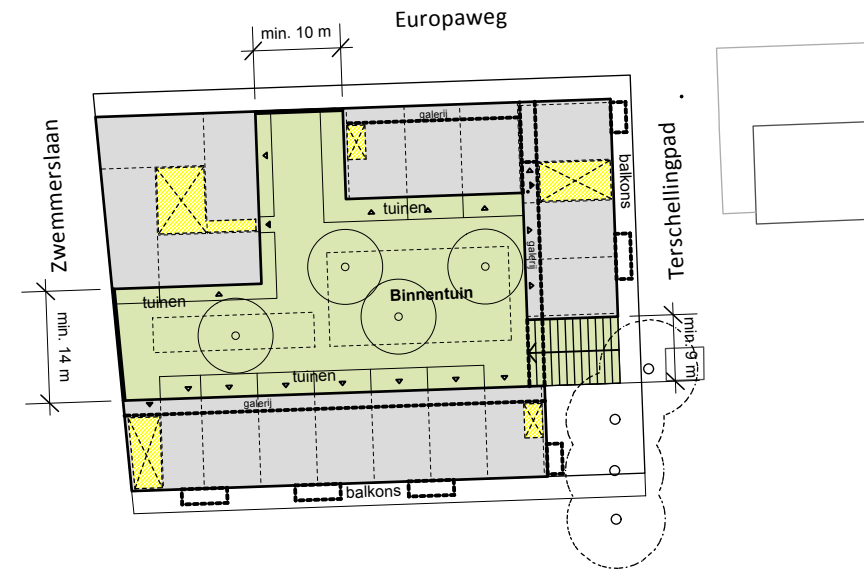 Europaweg
min. 10 m
galerij
Zwemmerslaan
balkons
Terschellingpad
tuinen
galerij
Binnentuin
tuinen
min. 14 m
min. 9 m
tuinen
galerij
balkons